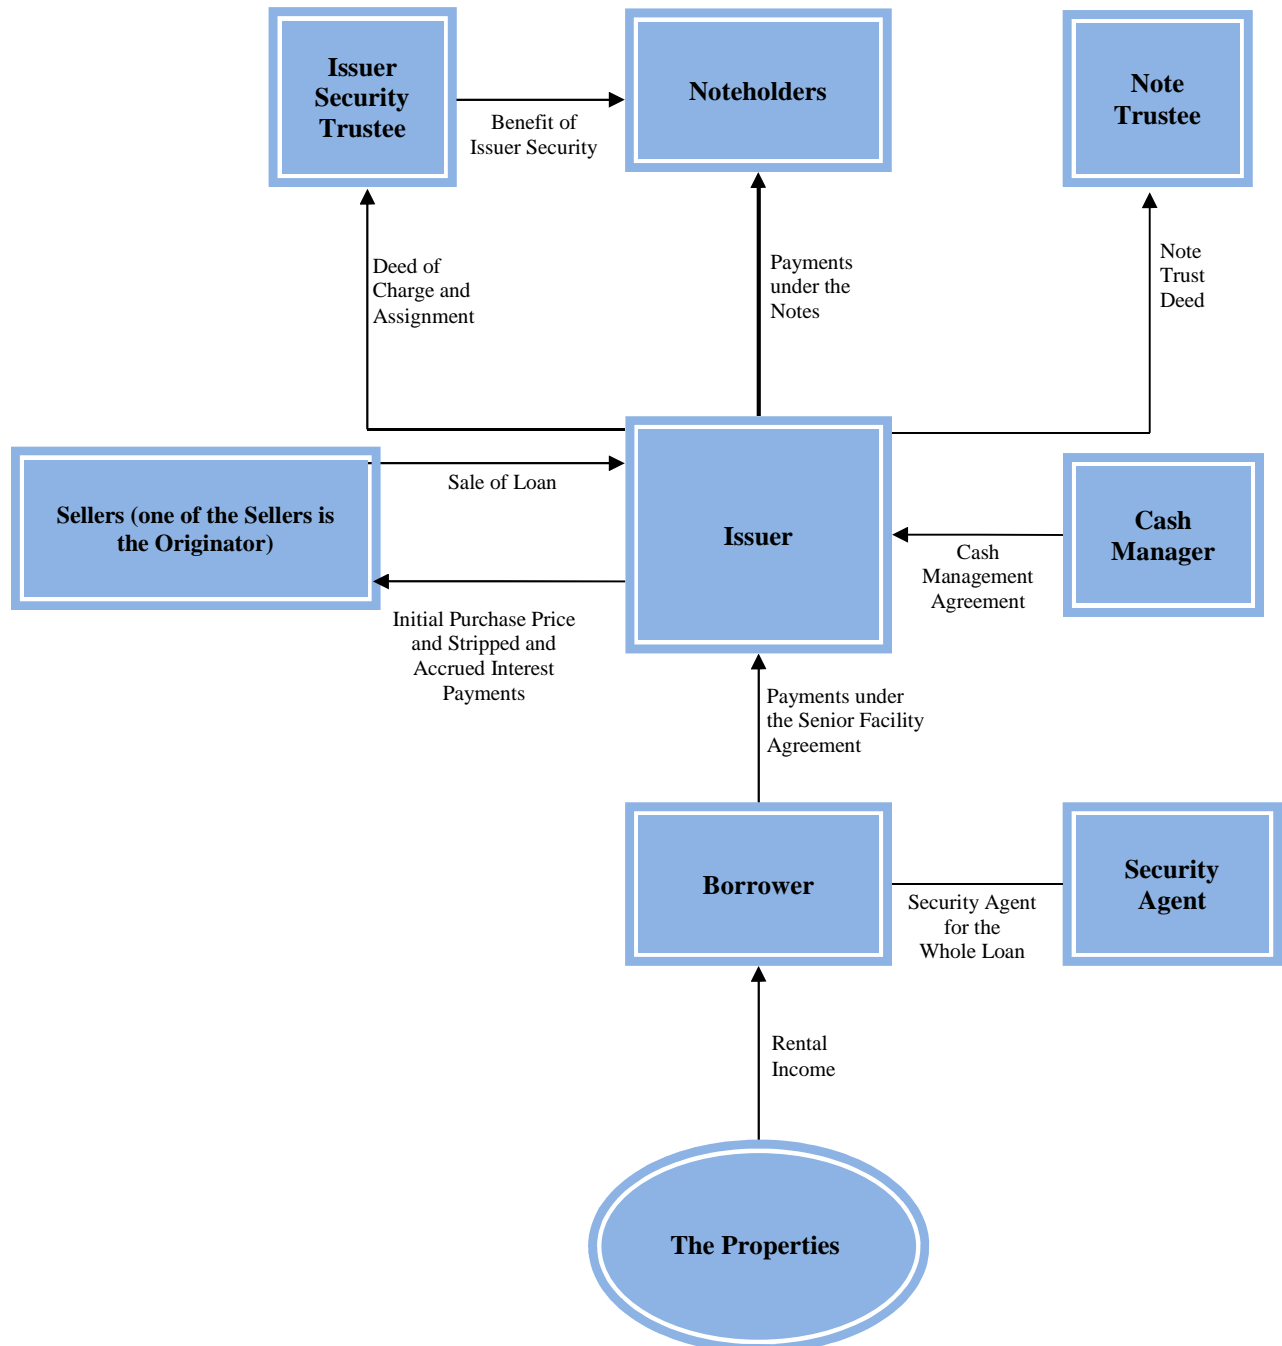 Issuer
Security
Trustee
Benefit of
Issuer Security
Noteholders
Note
Trustee
Deed of
Charge and
Assignment
Payments
under the
Notes
Note
Trust
Deed
Sellers (one of the Sellers is
the Originator)
Sale of Loan
Issuer
Cash
Management
Agreement
Cash
Manager
Initial Purchase Price
and Stripped and
Accrued Interest
Payments
Payments under
the Senior Facility
Agreement
Borrower
Security Agent
for the
Whole Loan
Security
Agent
Rental
Income
The Properties